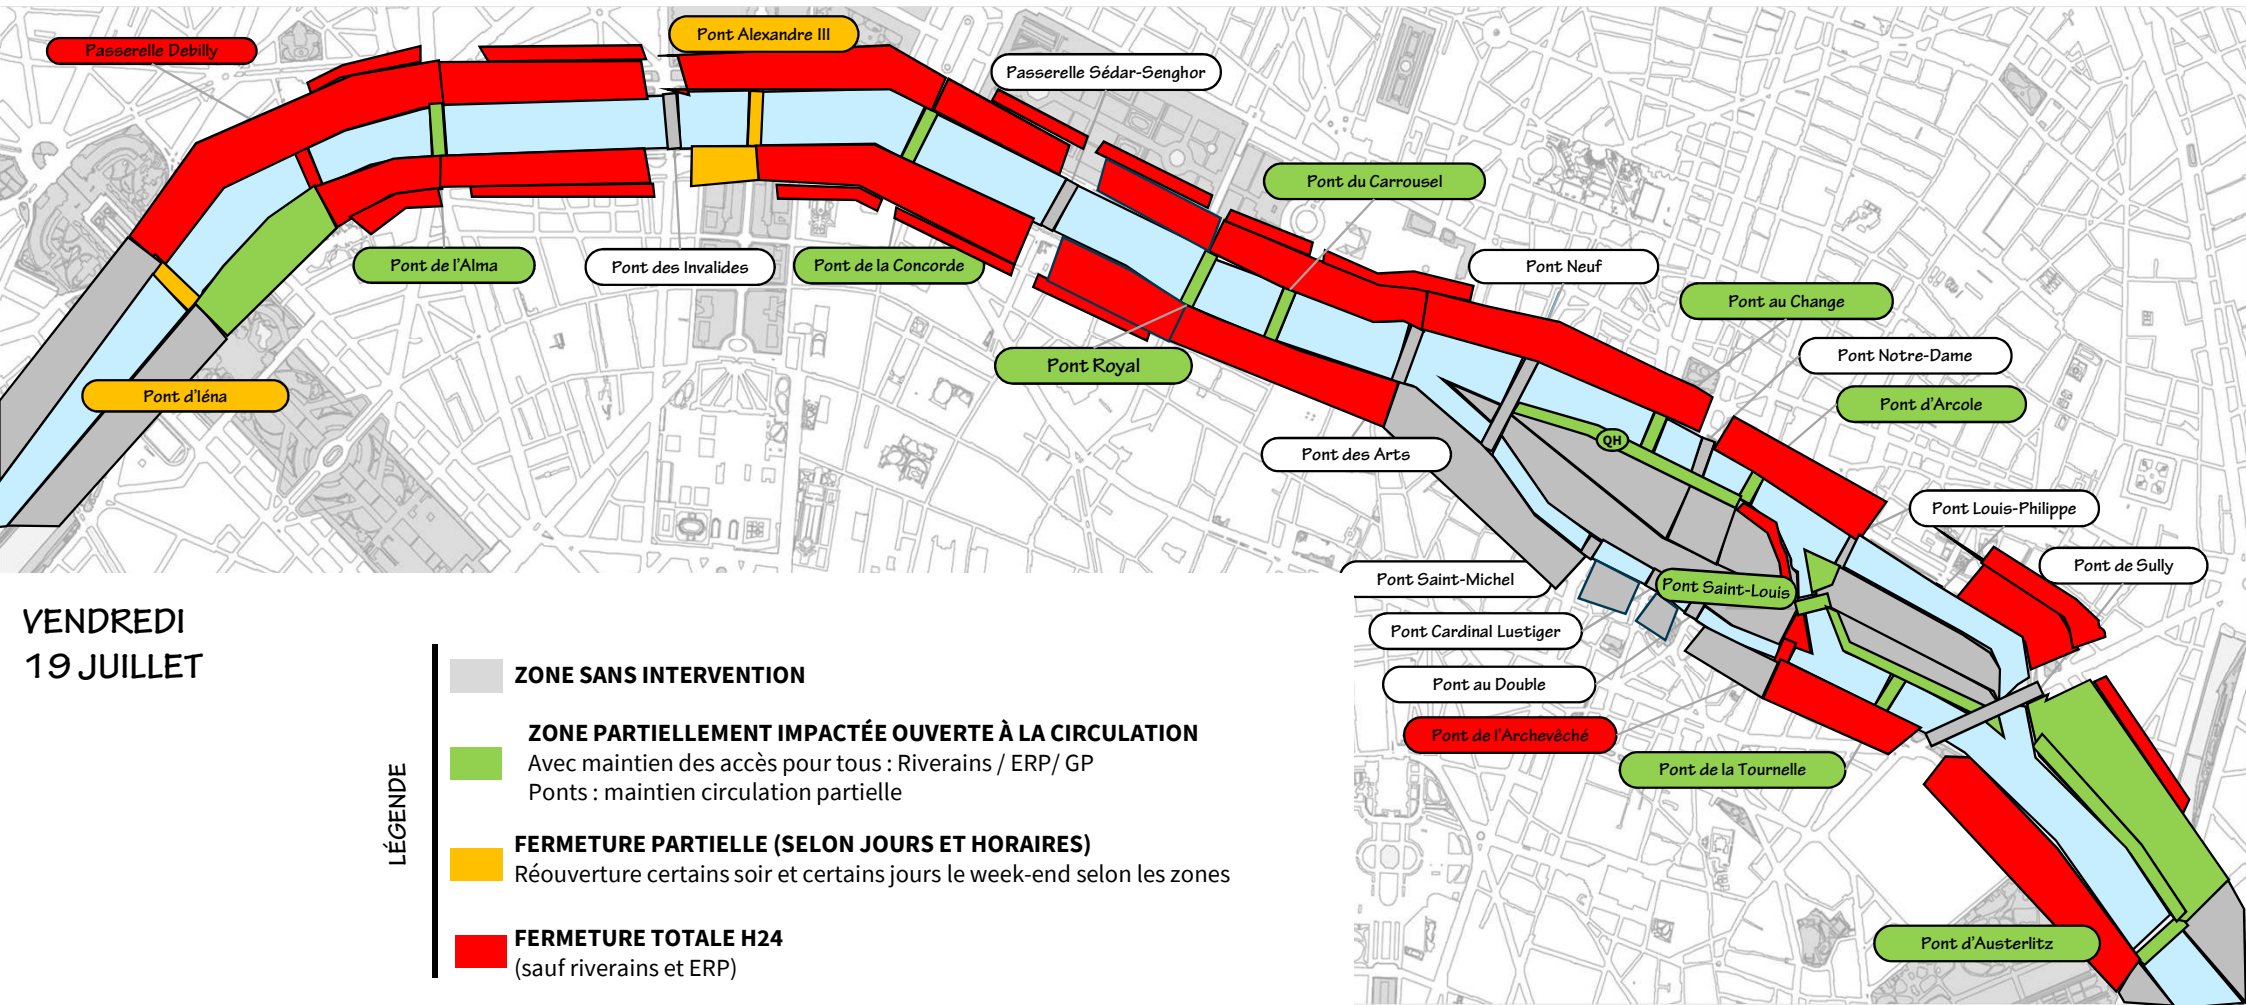 Passerelle Debilly
Pont Alexandre III
Passerelle Sédar-Senghor
Pont du Carrousel
Pont de l'Alma
Pont des Invalides
Pont de la Concorde
Pont Neuf
Pont au Change
Pont Notre-Dame
Pont Royal
Pont d'Iéna
Pont d'Arcole
QH
Pont des Arts
Pont Louis-Philippe
Pont de Sully
Pont Saint-Michel
Pont Saint-Louis
Pont Cardinal Lustiger
Pont au Double
Pont de l'Archevêché
Pont de la Tournelle
Pont d'Austerlitz
VENDREDI
19 JUILLET
LÉGENDE
ZONE SANS INTERVENTION
ZONE PARTIELLEMENT IMPACTÉE OUVERTE À LA CIRCULATION
Avec maintien des accès pour tous : Riverains / ERP/ GP
Ponts : maintien circulation partielle
FERMETURE PARTIELLE (SELON JOURS ET HORAIRES)
Réouverture certains soir et certains jours le week-end selon les zones
FERMETURE TOTALE H24
(sauf riverains et ERP)